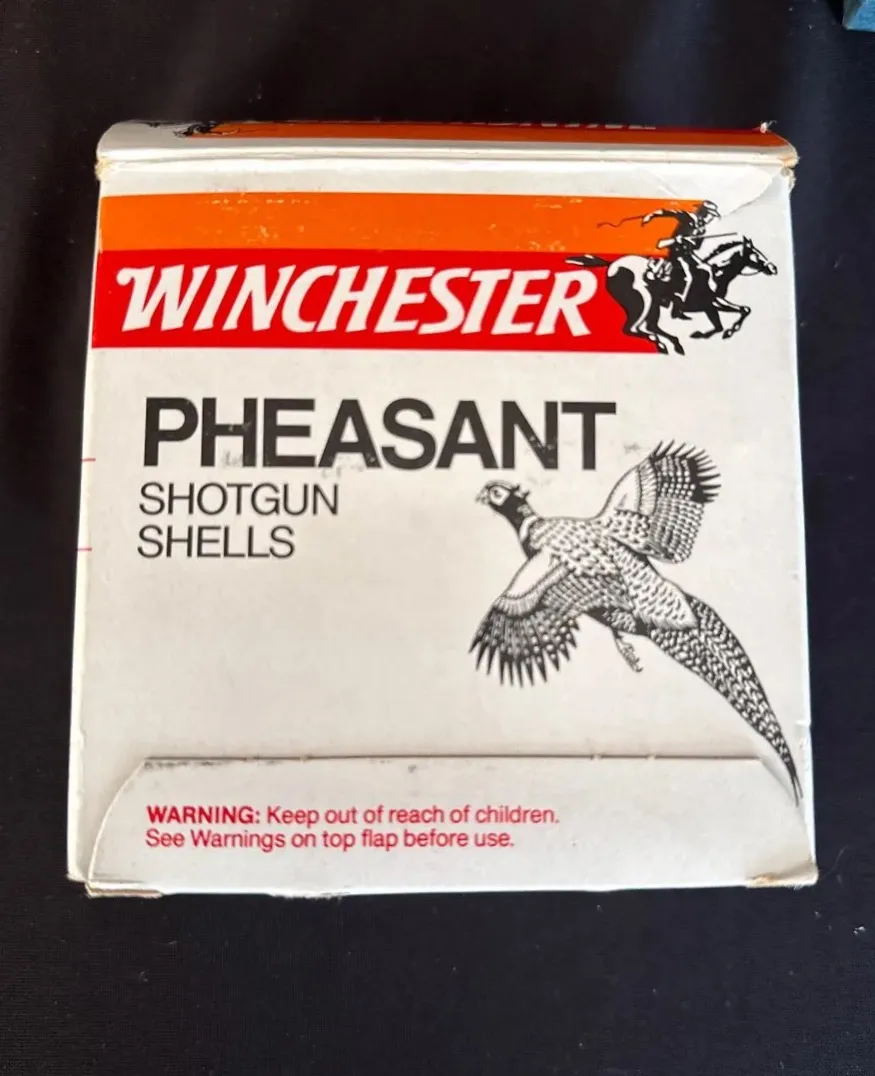 WINCHESTER
PHEASANT
SHOTGUN
SHELLS
WARNING: Keep out of reach of children.
See Warnings on top flap before use.